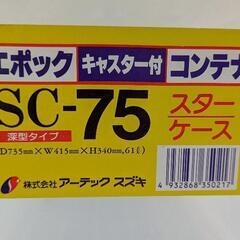 エポック キャスター付 コンテナ
SC-75 スターケース
深型タイプ
(D735mm×W415mm×H340mm,61ℓ)
株式会社 アーテック スズキ
4 932868 350217